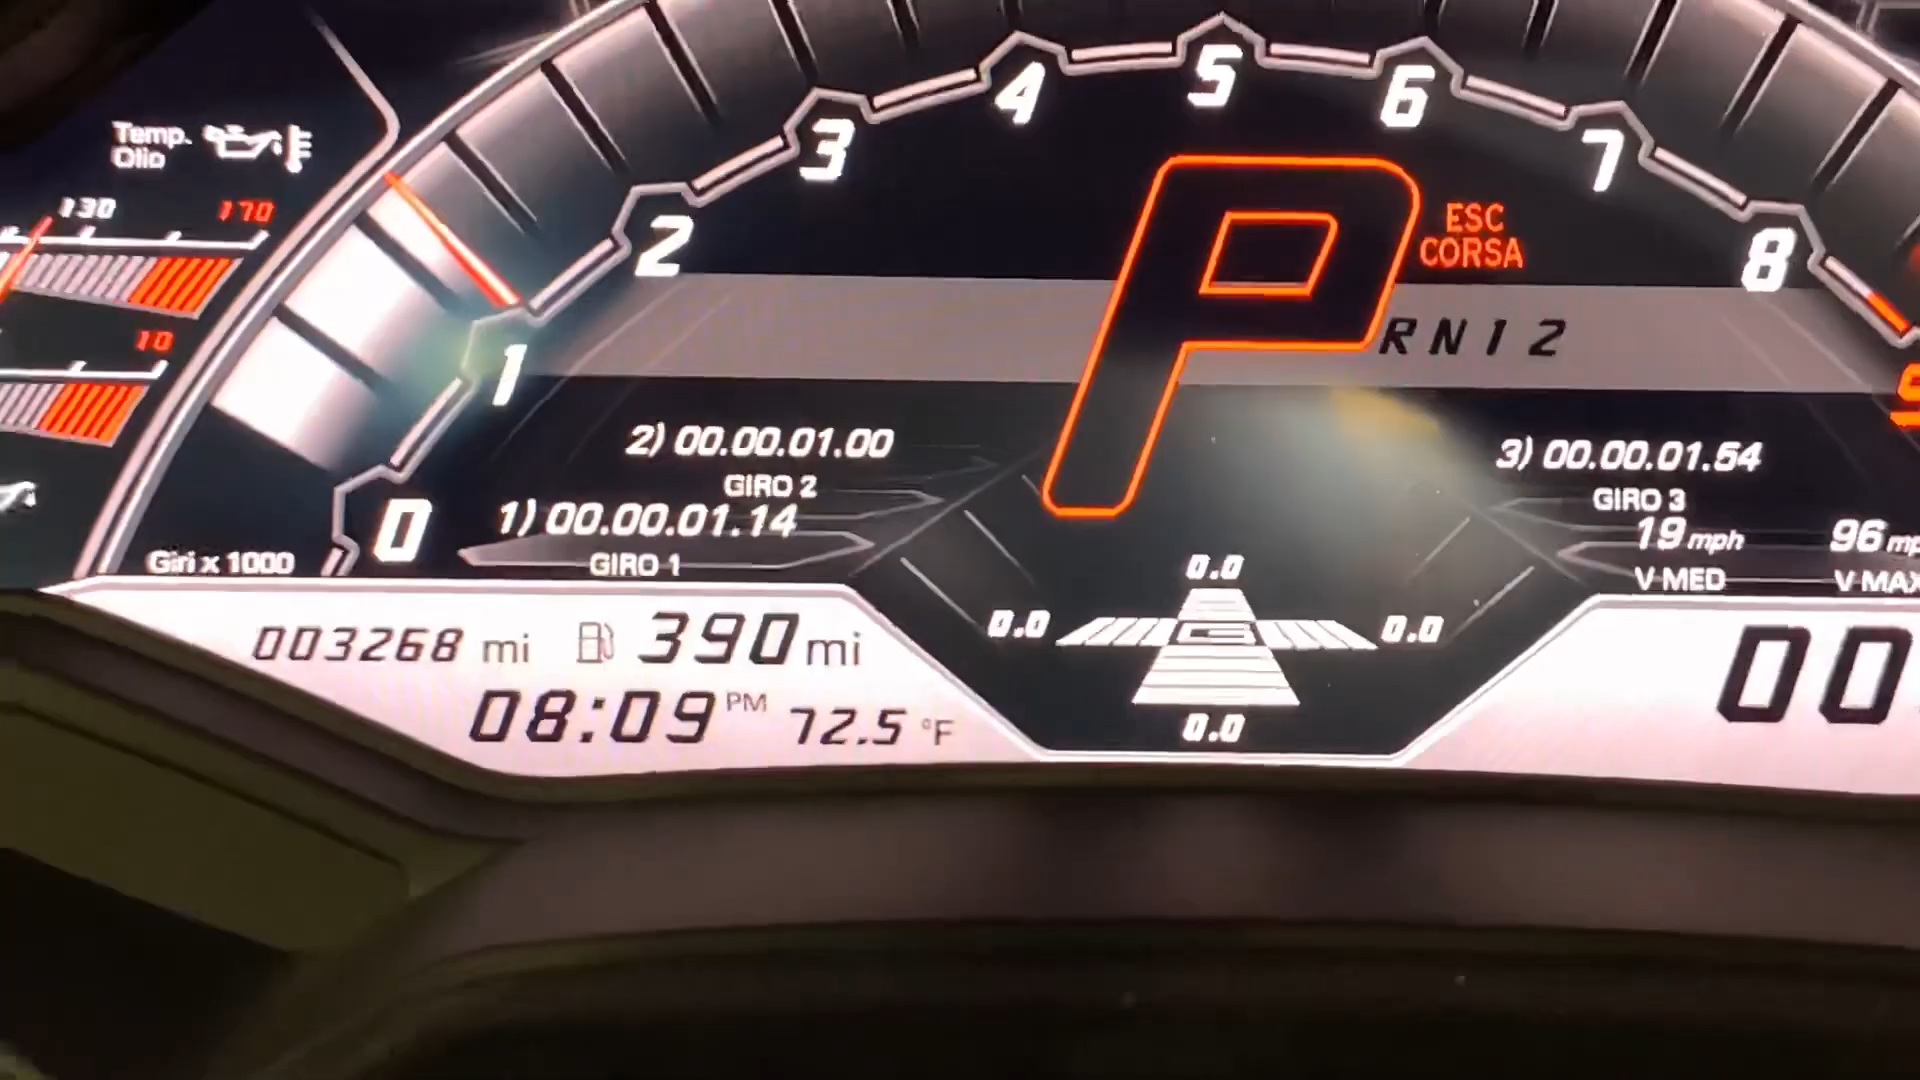 Temp.
Olio
130 170
10
0 1 2 3 4 5 6 7 8
Giri x 1000
P
ESC
CORSA
R N 1 2
2) 00.00.01.00
GIRO 2
1) 00.00.01.14
GIRO 1
3) 00.00.01.54
GIRO 3
19 mph
V MED
96 mp
V MAX
0.0
0.0
G
0.0
0.0
003268 mi
390 mi
08:09 PM
72.5 °F
00